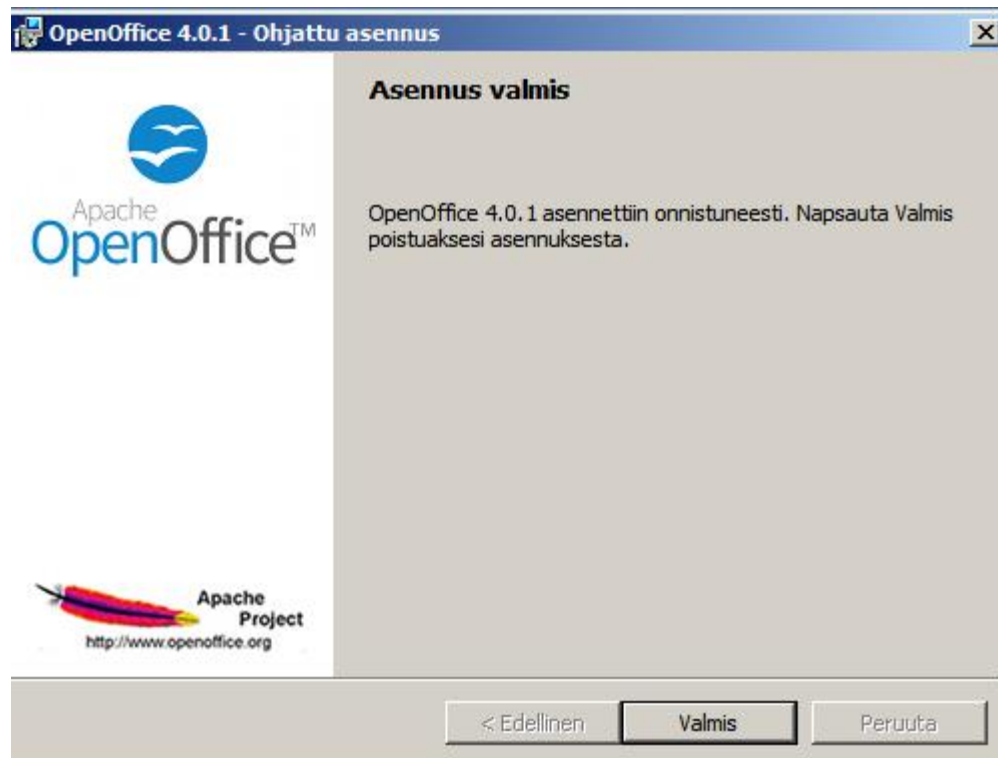 OpenOffice 4.0.1 - Ohjattu asennus
Asennus valmis
Apache
OpenOffice™
OpenOffice 4.0.1 asennettiin onnistuneesti. Napsauta Valmis
poistuaksesi asennuksesta.
Apache
Project
http://www.openoffice.org
< Edellinen
Valmis
Peruuta